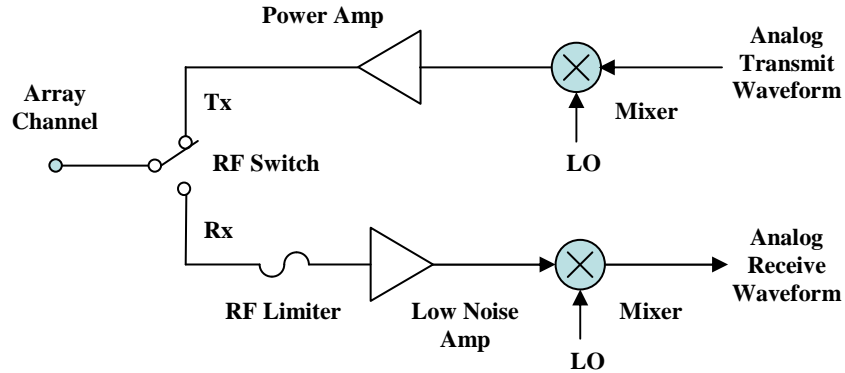 Power Amp
Analog
Transmit
Waveform
Array
Channel
Tx
Mixer
RF Switch
LO
Rx
Analog
Receive
Waveform
RF Limiter
Low Noise
Amp
Mixer
LO